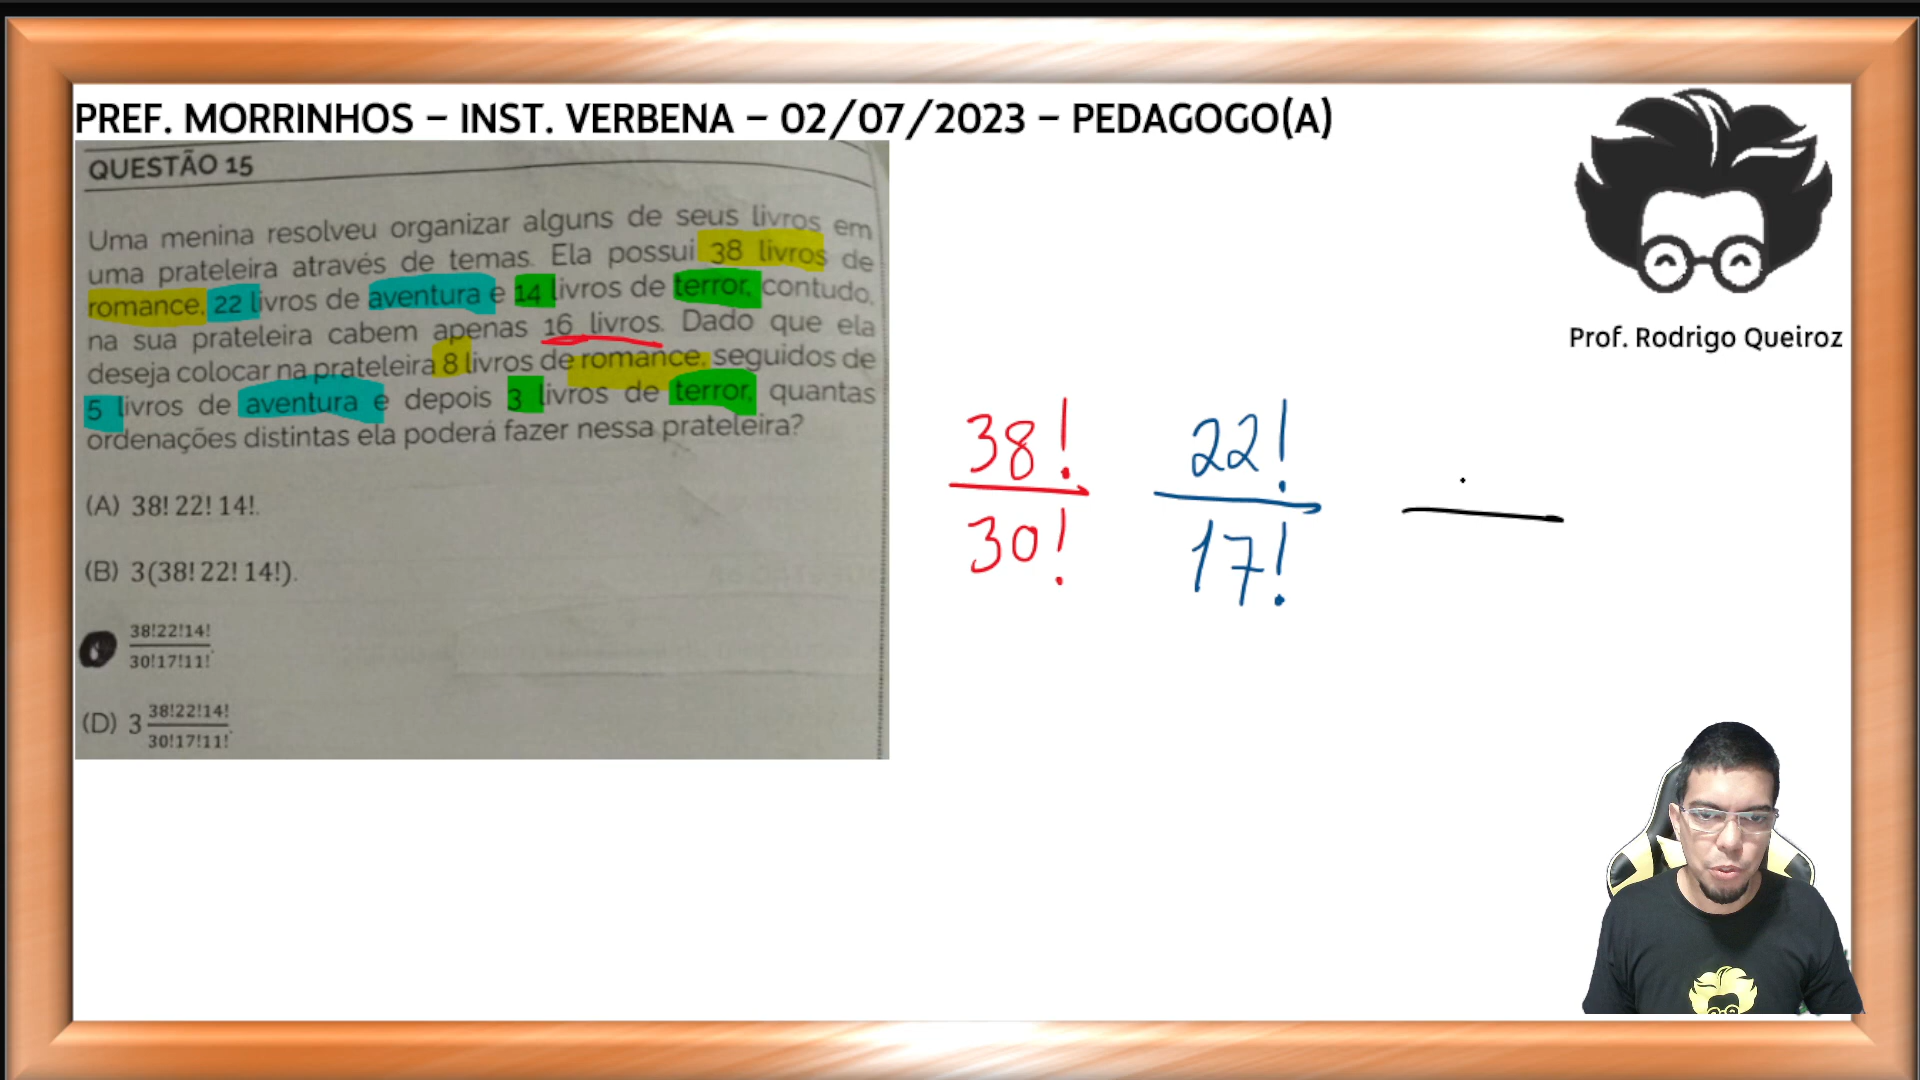 PREF. MORRINHOS – INST. VERBENA – 02/07/2023 – PEDAGOGO(A)
QUESTÃO 15
Uma menina resolveu organizar alguns de seus livros em
uma prateleira através de temas. Ela possui 38 livros de
romance, 22 livros de aventura e 14 livros de terror, contudo,
na sua prateleira cabem apenas 16 livros. Dado que ela
deseja colocar na prateleira 8 livros de romance, seguidos de
5 livros de aventura e depois 3 livros de terror, quantas
ordenações distintas ela poderá fazer nessa prateleira?
(A) 38! 22! 14!.
(B) 3(38! 22! 14!).
38!22!14!
30!17!11!.
(D) 3 38!22!14!
30!17!11!.
Prof. Rodrigo Queiroz
38! 22!
30! 17!